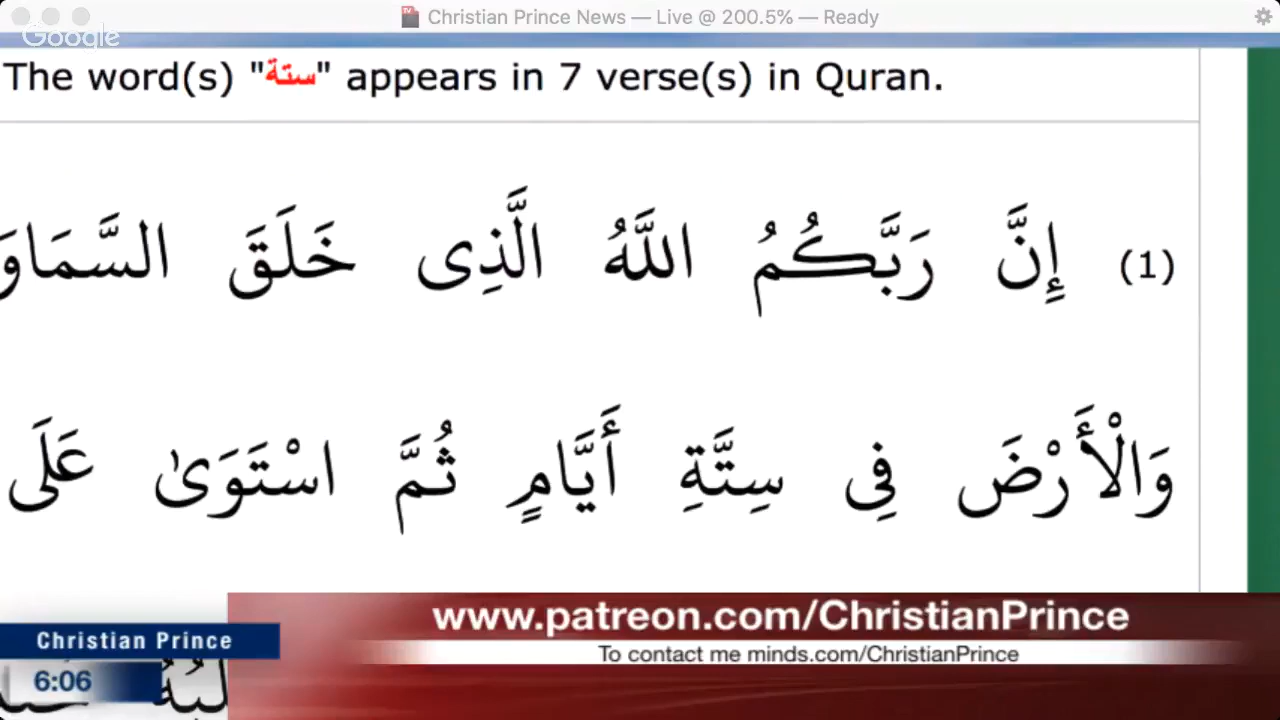 Christian Prince News — Live @ 200.5% — Ready
Google
The word(s) "ستة" appears in 7 verse(s) in Quran.
(1) إِنَّ رَبَّكُمُ اللَّهُ الَّذِى خَلَقَ
وَالْأَرْضَ فِى سِتَّةِ أَيَّامٍ ثُمَّ اسْتَوَىٰ عَلَى
www.patreon.com/ChristianPrince
Christian Prince
To contact me minds.com/ChristianPrince
6:06